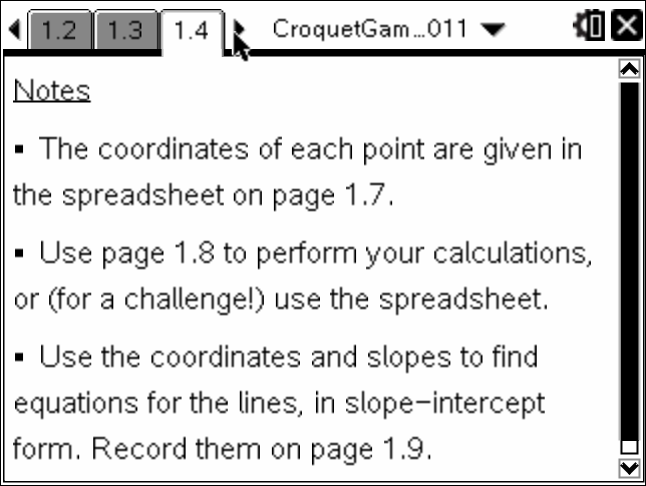 1.2 1.3 1.4 CroquetGam...011
Notes
▪ The coordinates of each point are given in
the spreadsheet on page 1.7.
▪ Use page 1.8 to perform your calculations,
or (for a challenge!) use the spreadsheet.
▪ Use the coordinates and slopes to find
equations for the lines, in slope-intercept
form. Record them on page 1.9.